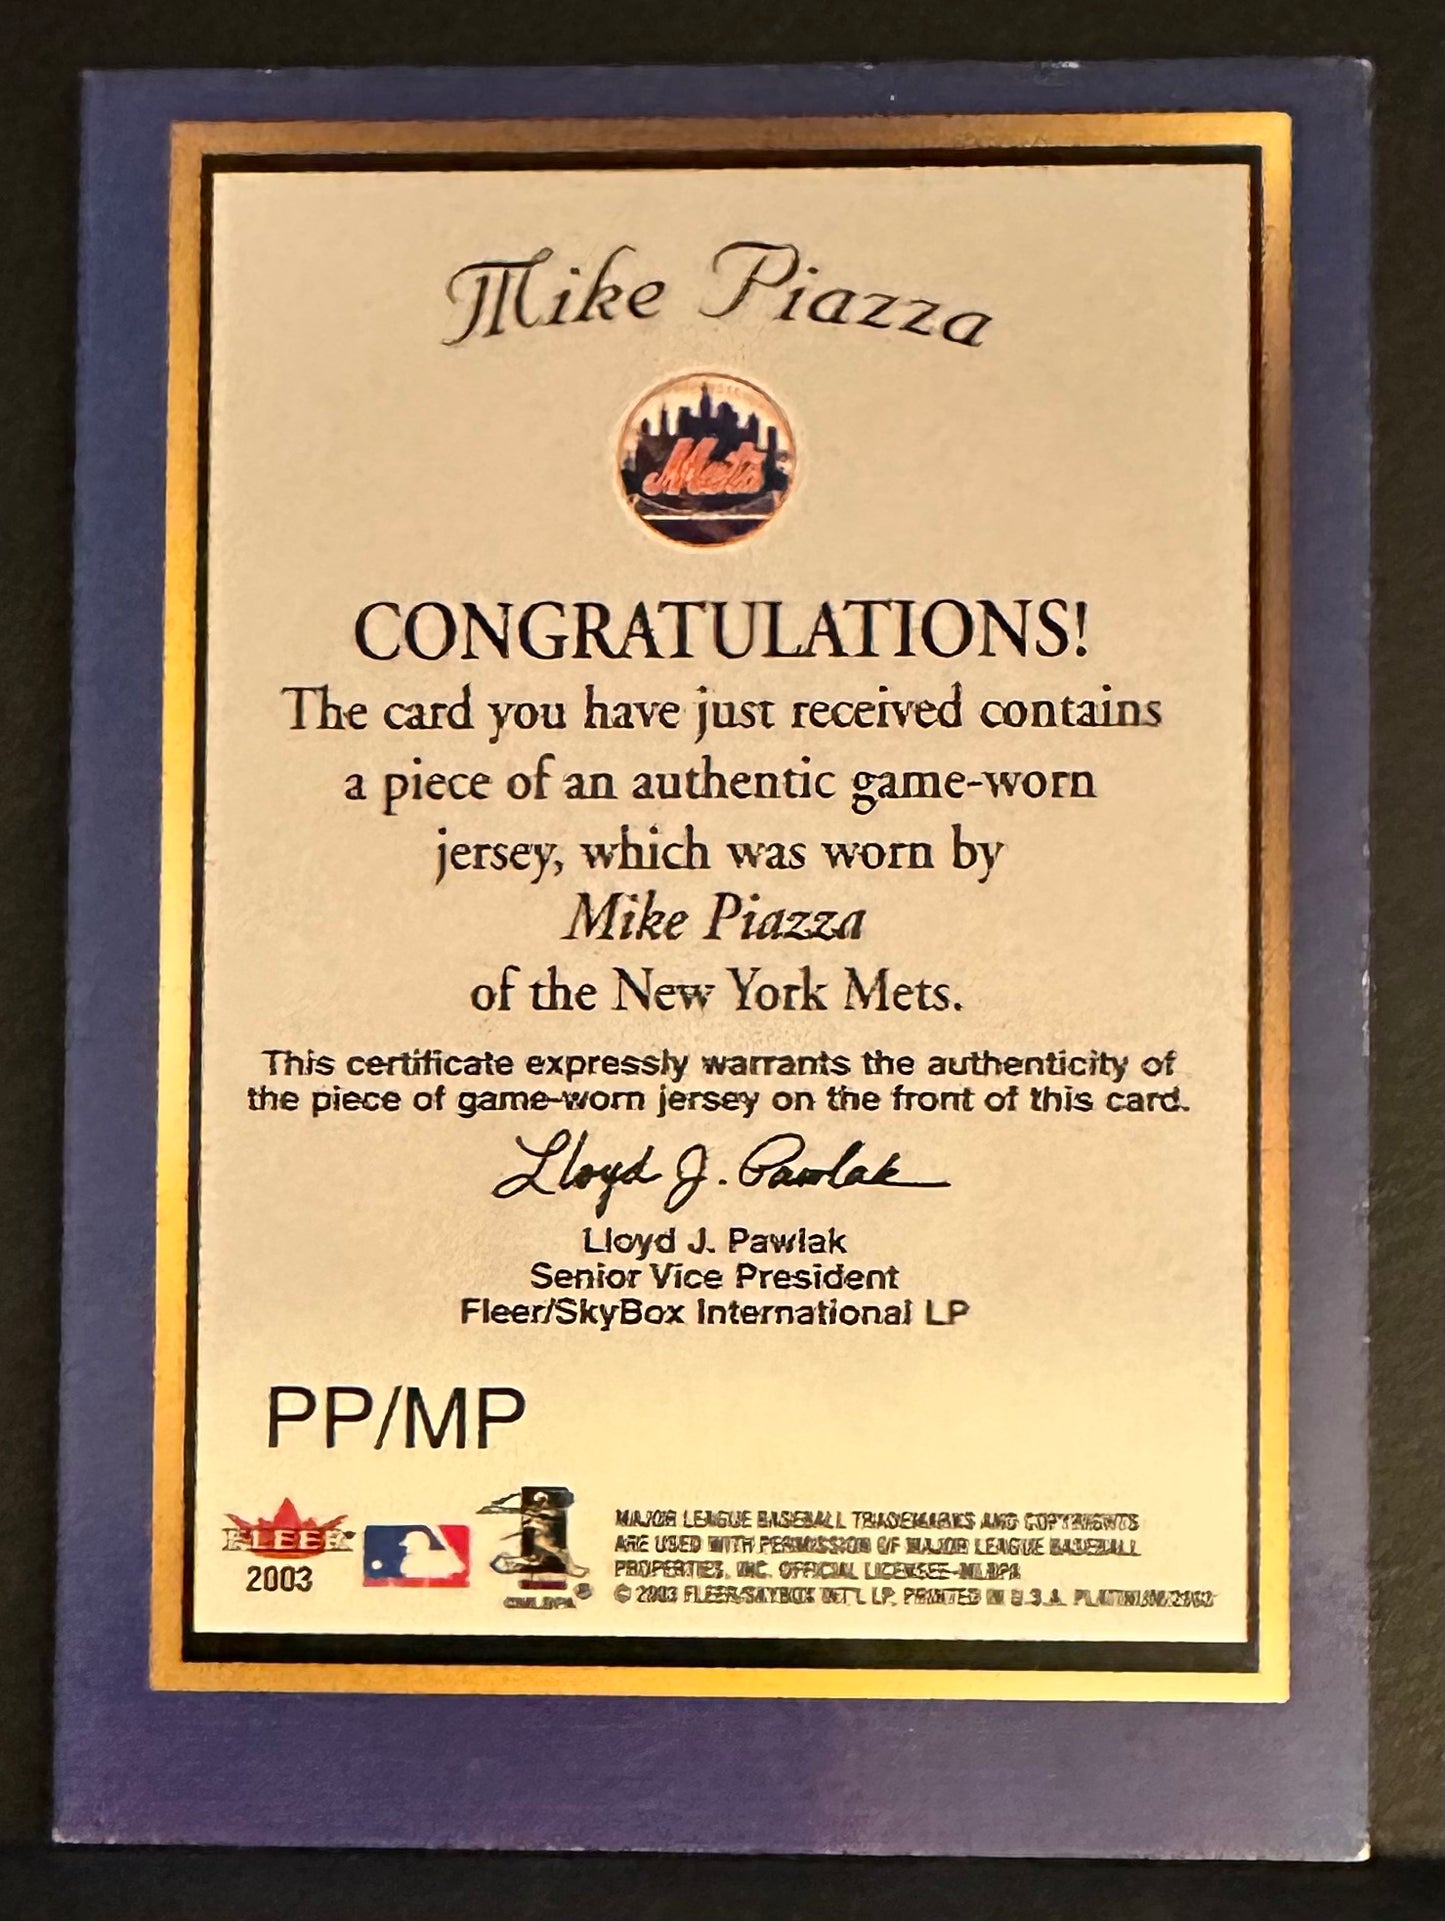 Mike Piazza
Mets
CONGRATULATIONS!
The card you have just received contains
a piece of an authentic game-worn
jersey, which was worn by
Mike Piazza
of the New York Mets.
This certificate expressly warrants the authenticity of
the piece of game-worn jersey on the front of this card.
Lloyd J. Pawlak
Lloyd J. Pawlak
Senior Vice President
Fleer/SkyBox International LP
PP/MP
FLEER
2003
MAJOR LEAGUE BASEBALL TRADEMARKS AND COPYRIGHTS
ARE USED WITH PERMISSION OF MAJOR LEAGUE BASEBALL
PROPERTIES, INC. OFFICIAL LICENSEE-MLBPA
© 2003 FLEER/SKYBOX INT'L LP. PRINTED IN U.S.A. PLATINUM